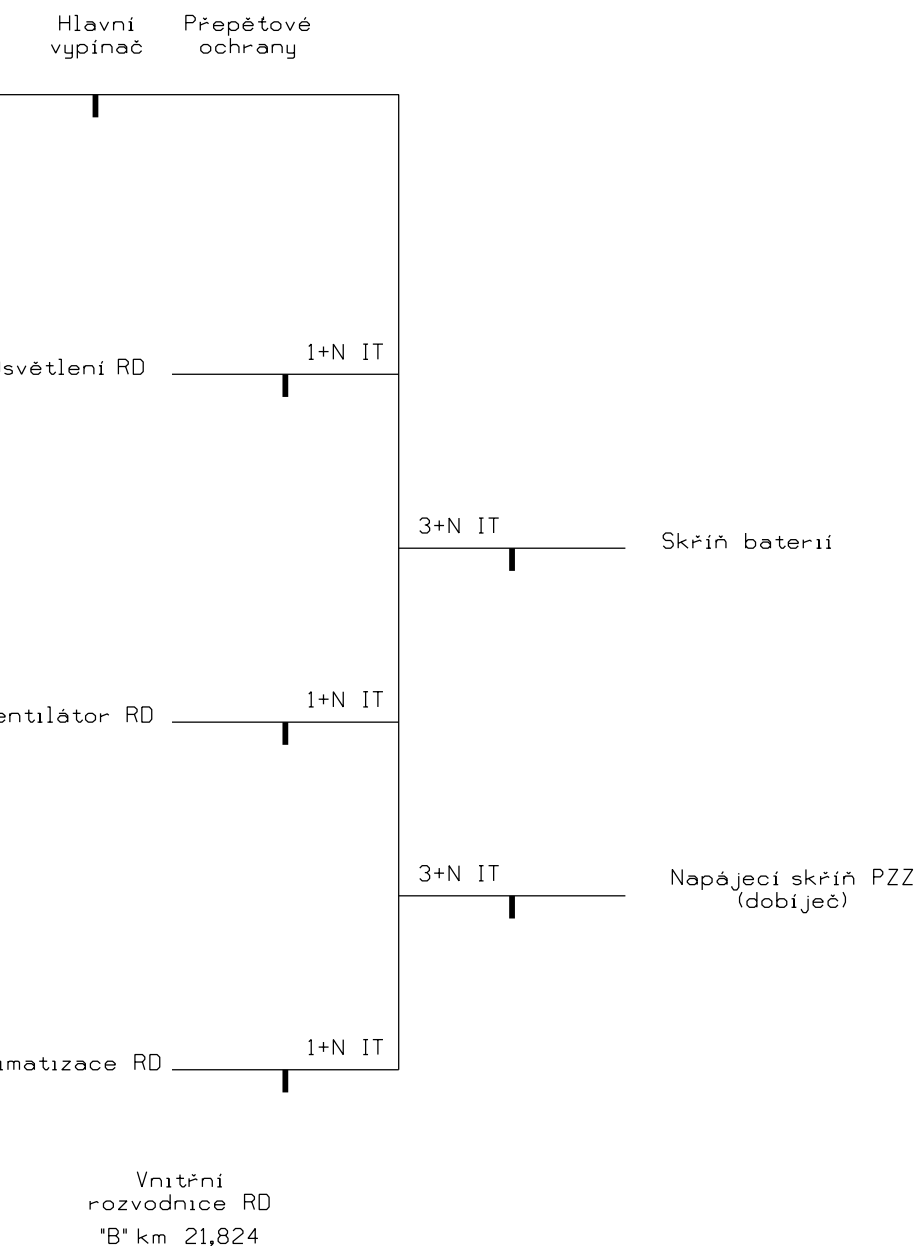 Hlavní
vypínač
Přepěťové
ochrany
1+N IT
světlení RD
3+N IT
Skříň baterií
1+N IT
entilátor RD
3+N IT
Napájecí skříň PZZ
(dobíječ)
1+N IT
imatizace RD
Vnitřní
rozvodnice RD
"B" km 21,824